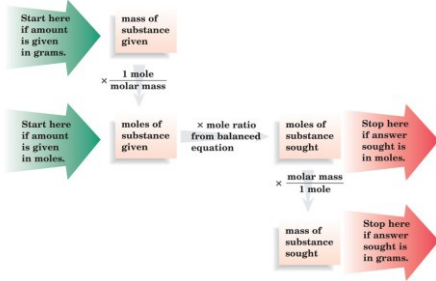 Start here
if amount
is given
in grams.
mass of
substance
given
× 1 mole
molar mass
Start here
if amount
is given
in moles.
moles of
substance
given
× mole ratio
from balanced
equation
moles of
substance
sought
Stop here
if answer
sought is
in moles.
× molar mass
1 mole
mass of
substance
sought
Stop here
if answer
sought is
in grams.